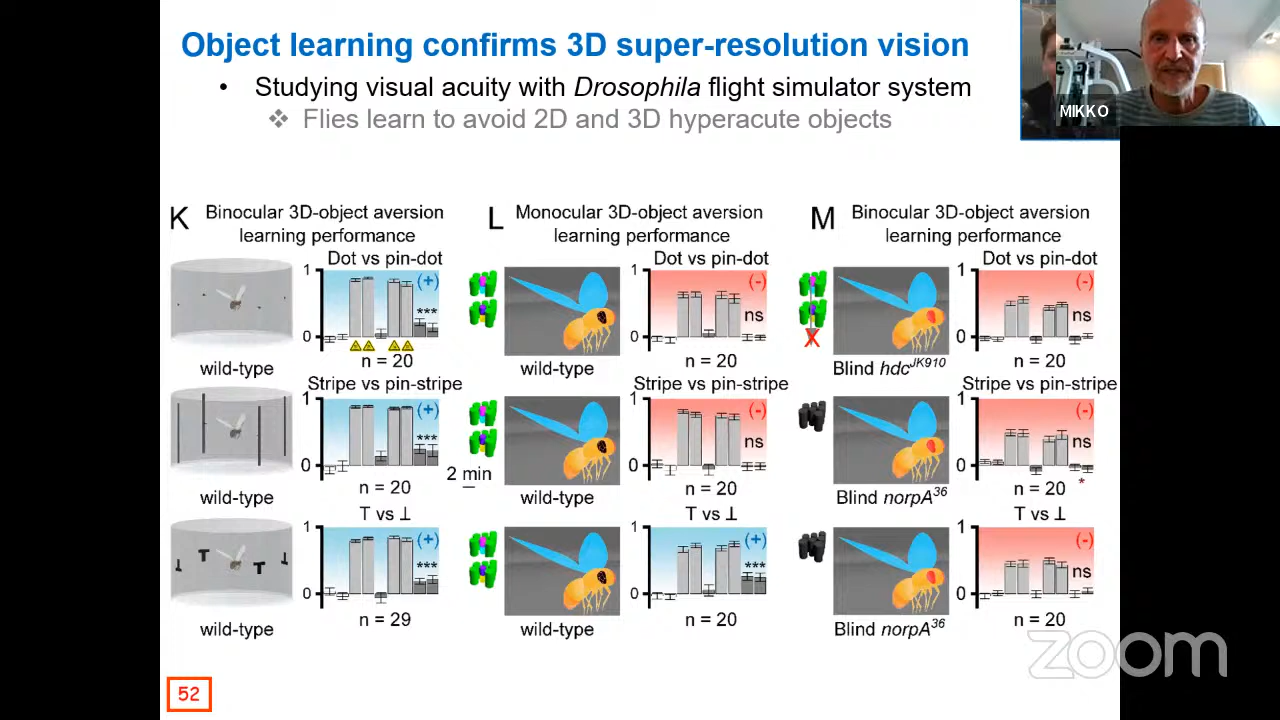 Object learning confirms 3D super-resolution vision
• Studying visual acuity with Drosophila flight simulator system
❖ Flies learn to avoid 2D and 3D hyperacute objects
MIKKO
K Binocular 3D-object aversion
learning performance
Dot vs pin-dot
1
(+)
***
0
wild-type
n = 20
Stripe vs pin-stripe
1
(+)
***
0
wild-type
n = 20
T vs ⊥
1
(+)
***
0
wild-type
n = 29
2 min
L Monocular 3D-object aversion
learning performance
Dot vs pin-dot
1
(-)
ns
0
wild-type
n = 20
Stripe vs pin-stripe
1
(-)
ns
0
wild-type
n = 20
T vs ⊥
1
(+)
***
0
wild-type
n = 20
M Binocular 3D-object aversion
learning performance
Dot vs pin-dot
1
(-)
ns
0
X
Blind hdcJK910
n = 20
Stripe vs pin-stripe
1
(-)
ns
0
*
Blind norpA36
n = 20
T vs ⊥
1
(-)
ns
0
Blind norpA36
n = 20
52
zoom